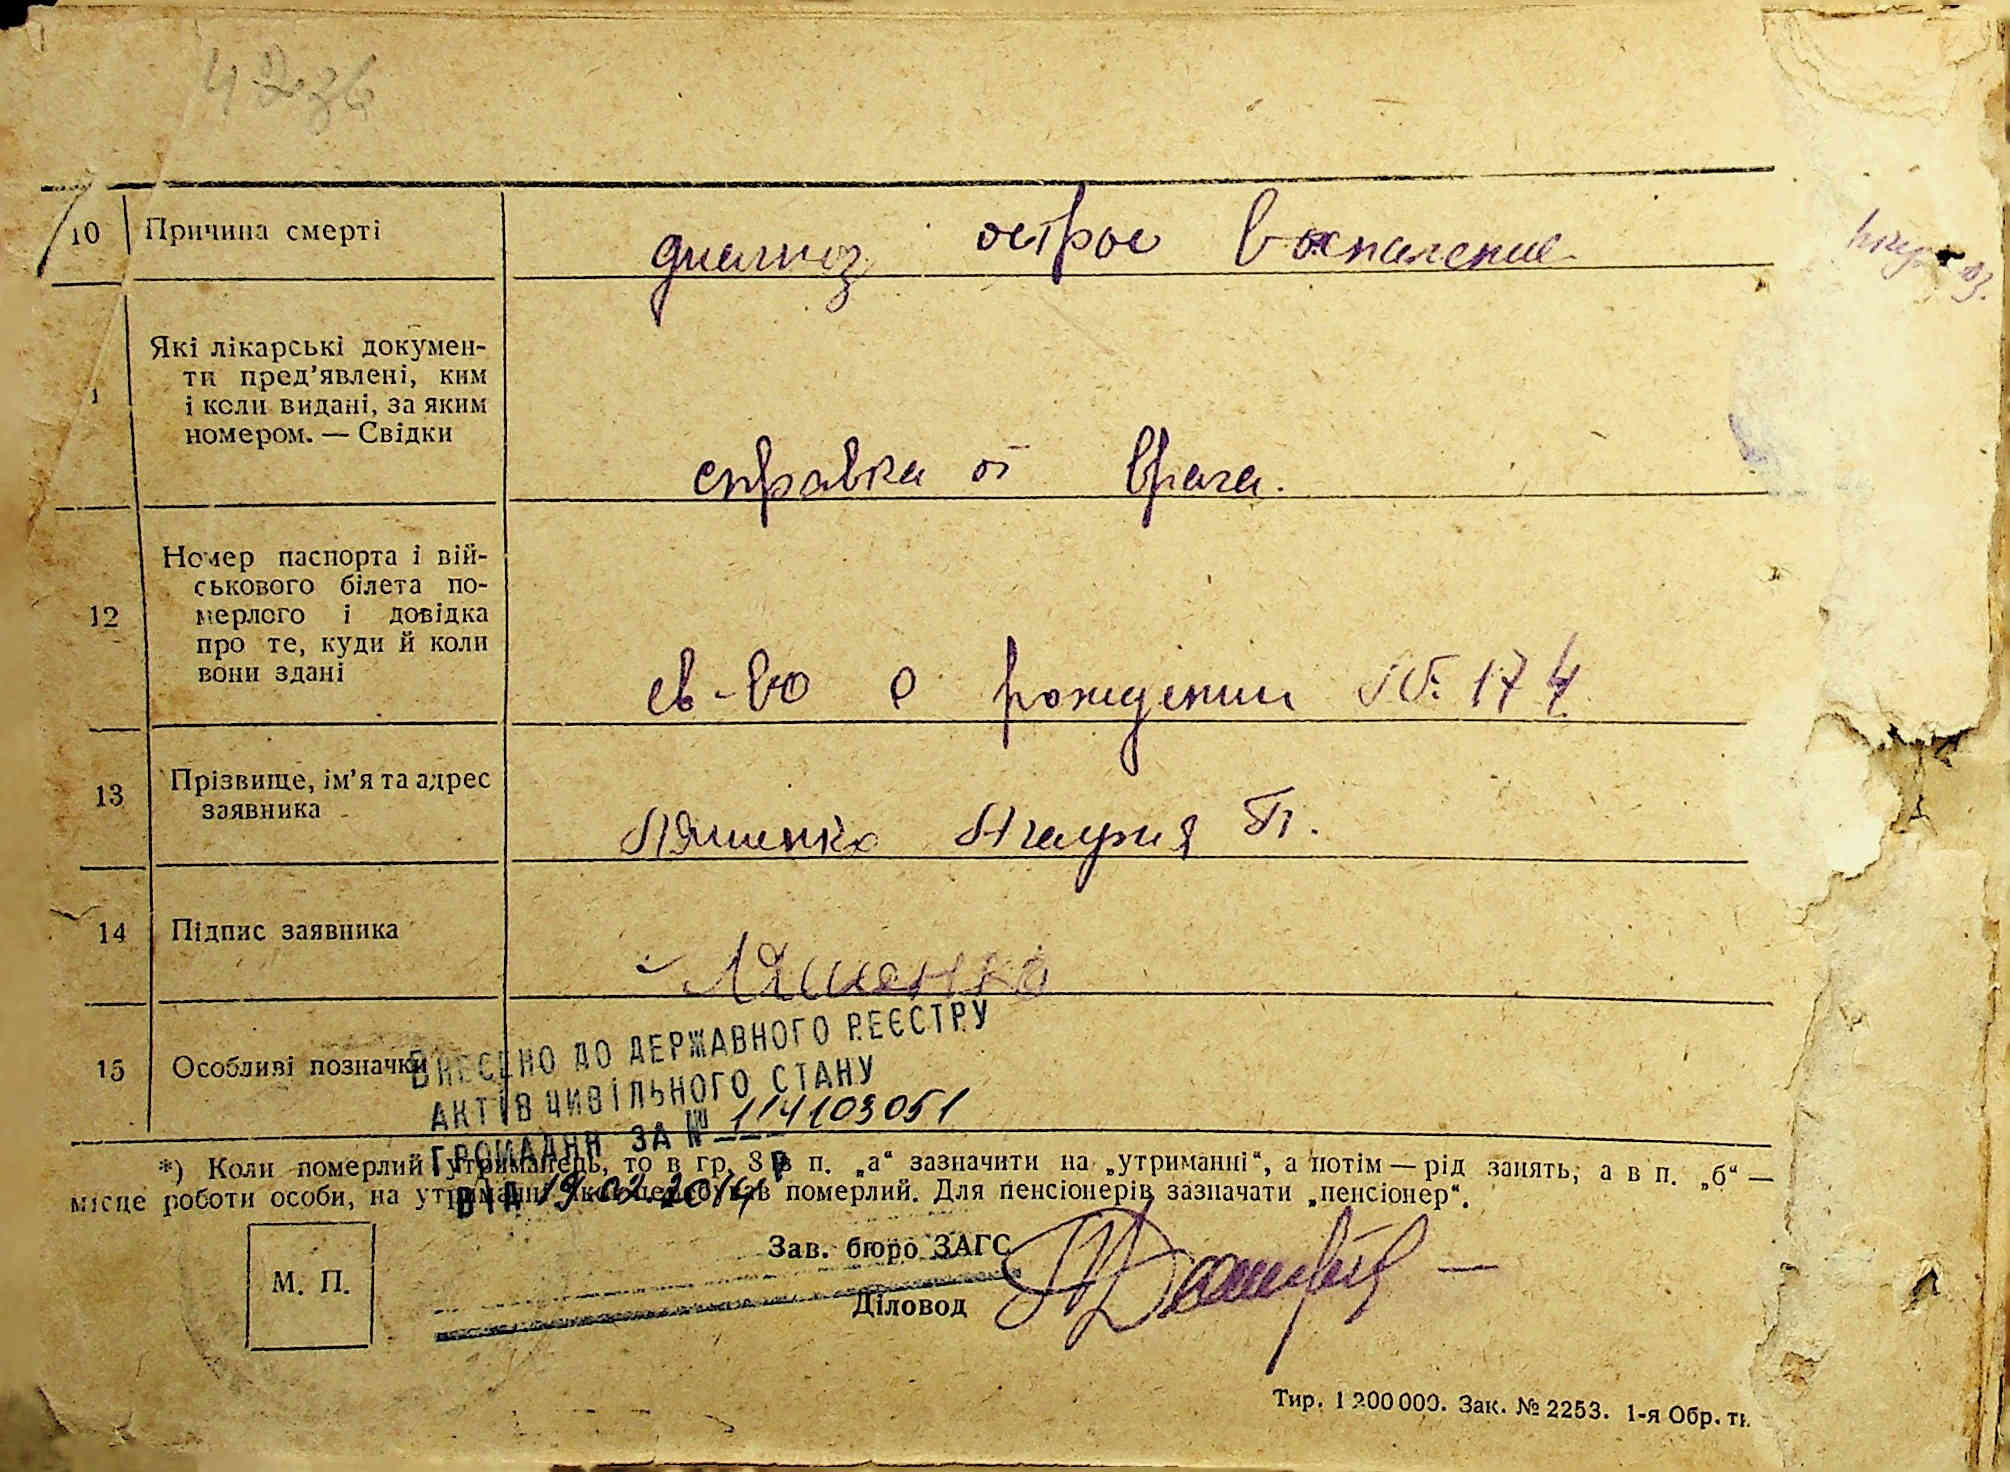 10 Причина смерті
диагноз острое воспаление
Які лікарські докумен-
ти пред’явлені, ким
і коли видані, за яким
номером. — Свідки
справка от врача.
12 Номер паспорта і вій-
ськового білета по-
мерлого і довідка
про те, куди й коли
вони здані
св-во о рождении №: 174
13 Прізвище, ім’я та адрес
заявника
Ляшенко П.
14 Підпис заявника
Ляшенко
15 Особливі позначки
ВНЕСЕНО ДО ДЕРЖАВНОГО РЕЄСТРУ
АКТІВ ЦИВІЛЬНОГО СТАНУ
ГРОМАДЯН ЗА № 114103051
*) Коли померлий утриманець, то в гр. 8 в п. „а“ зазначити на „утриманні“, а потім — рід занять, а в п. „б“ —
місце роботи особи, на утриманні якої перебував померлий. Для пенсіонерів зазначати „пенсіонер“.
ВІД 19.02.2014 р
Зав. бюро ЗАГС
М. П.
Діловод
Тир. 1 200 000. Зак. № 2253. 1-я Обр. ти